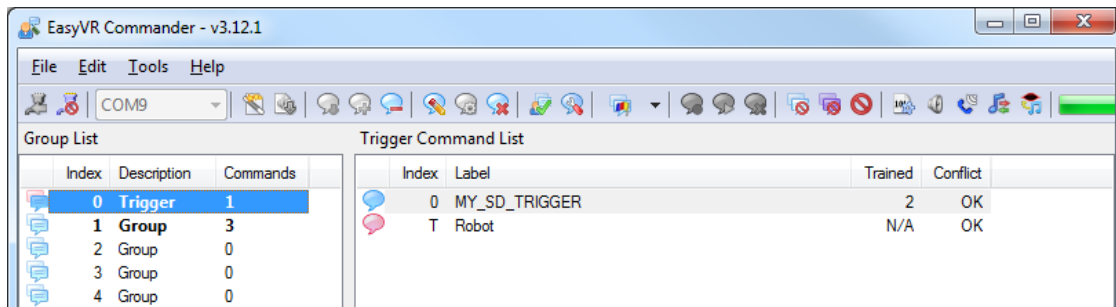 EasyVR Commander - v3.12.1
File Edit Tools Help
COM9
Group List
Trigger Command List
Index Description Commands
Index Label Trained Conflict
0 Trigger 1
0 MY_SD_TRIGGER 2 OK
1 Group 3
T Robot N/A OK
2 Group 0
3 Group 0
4 Group 0